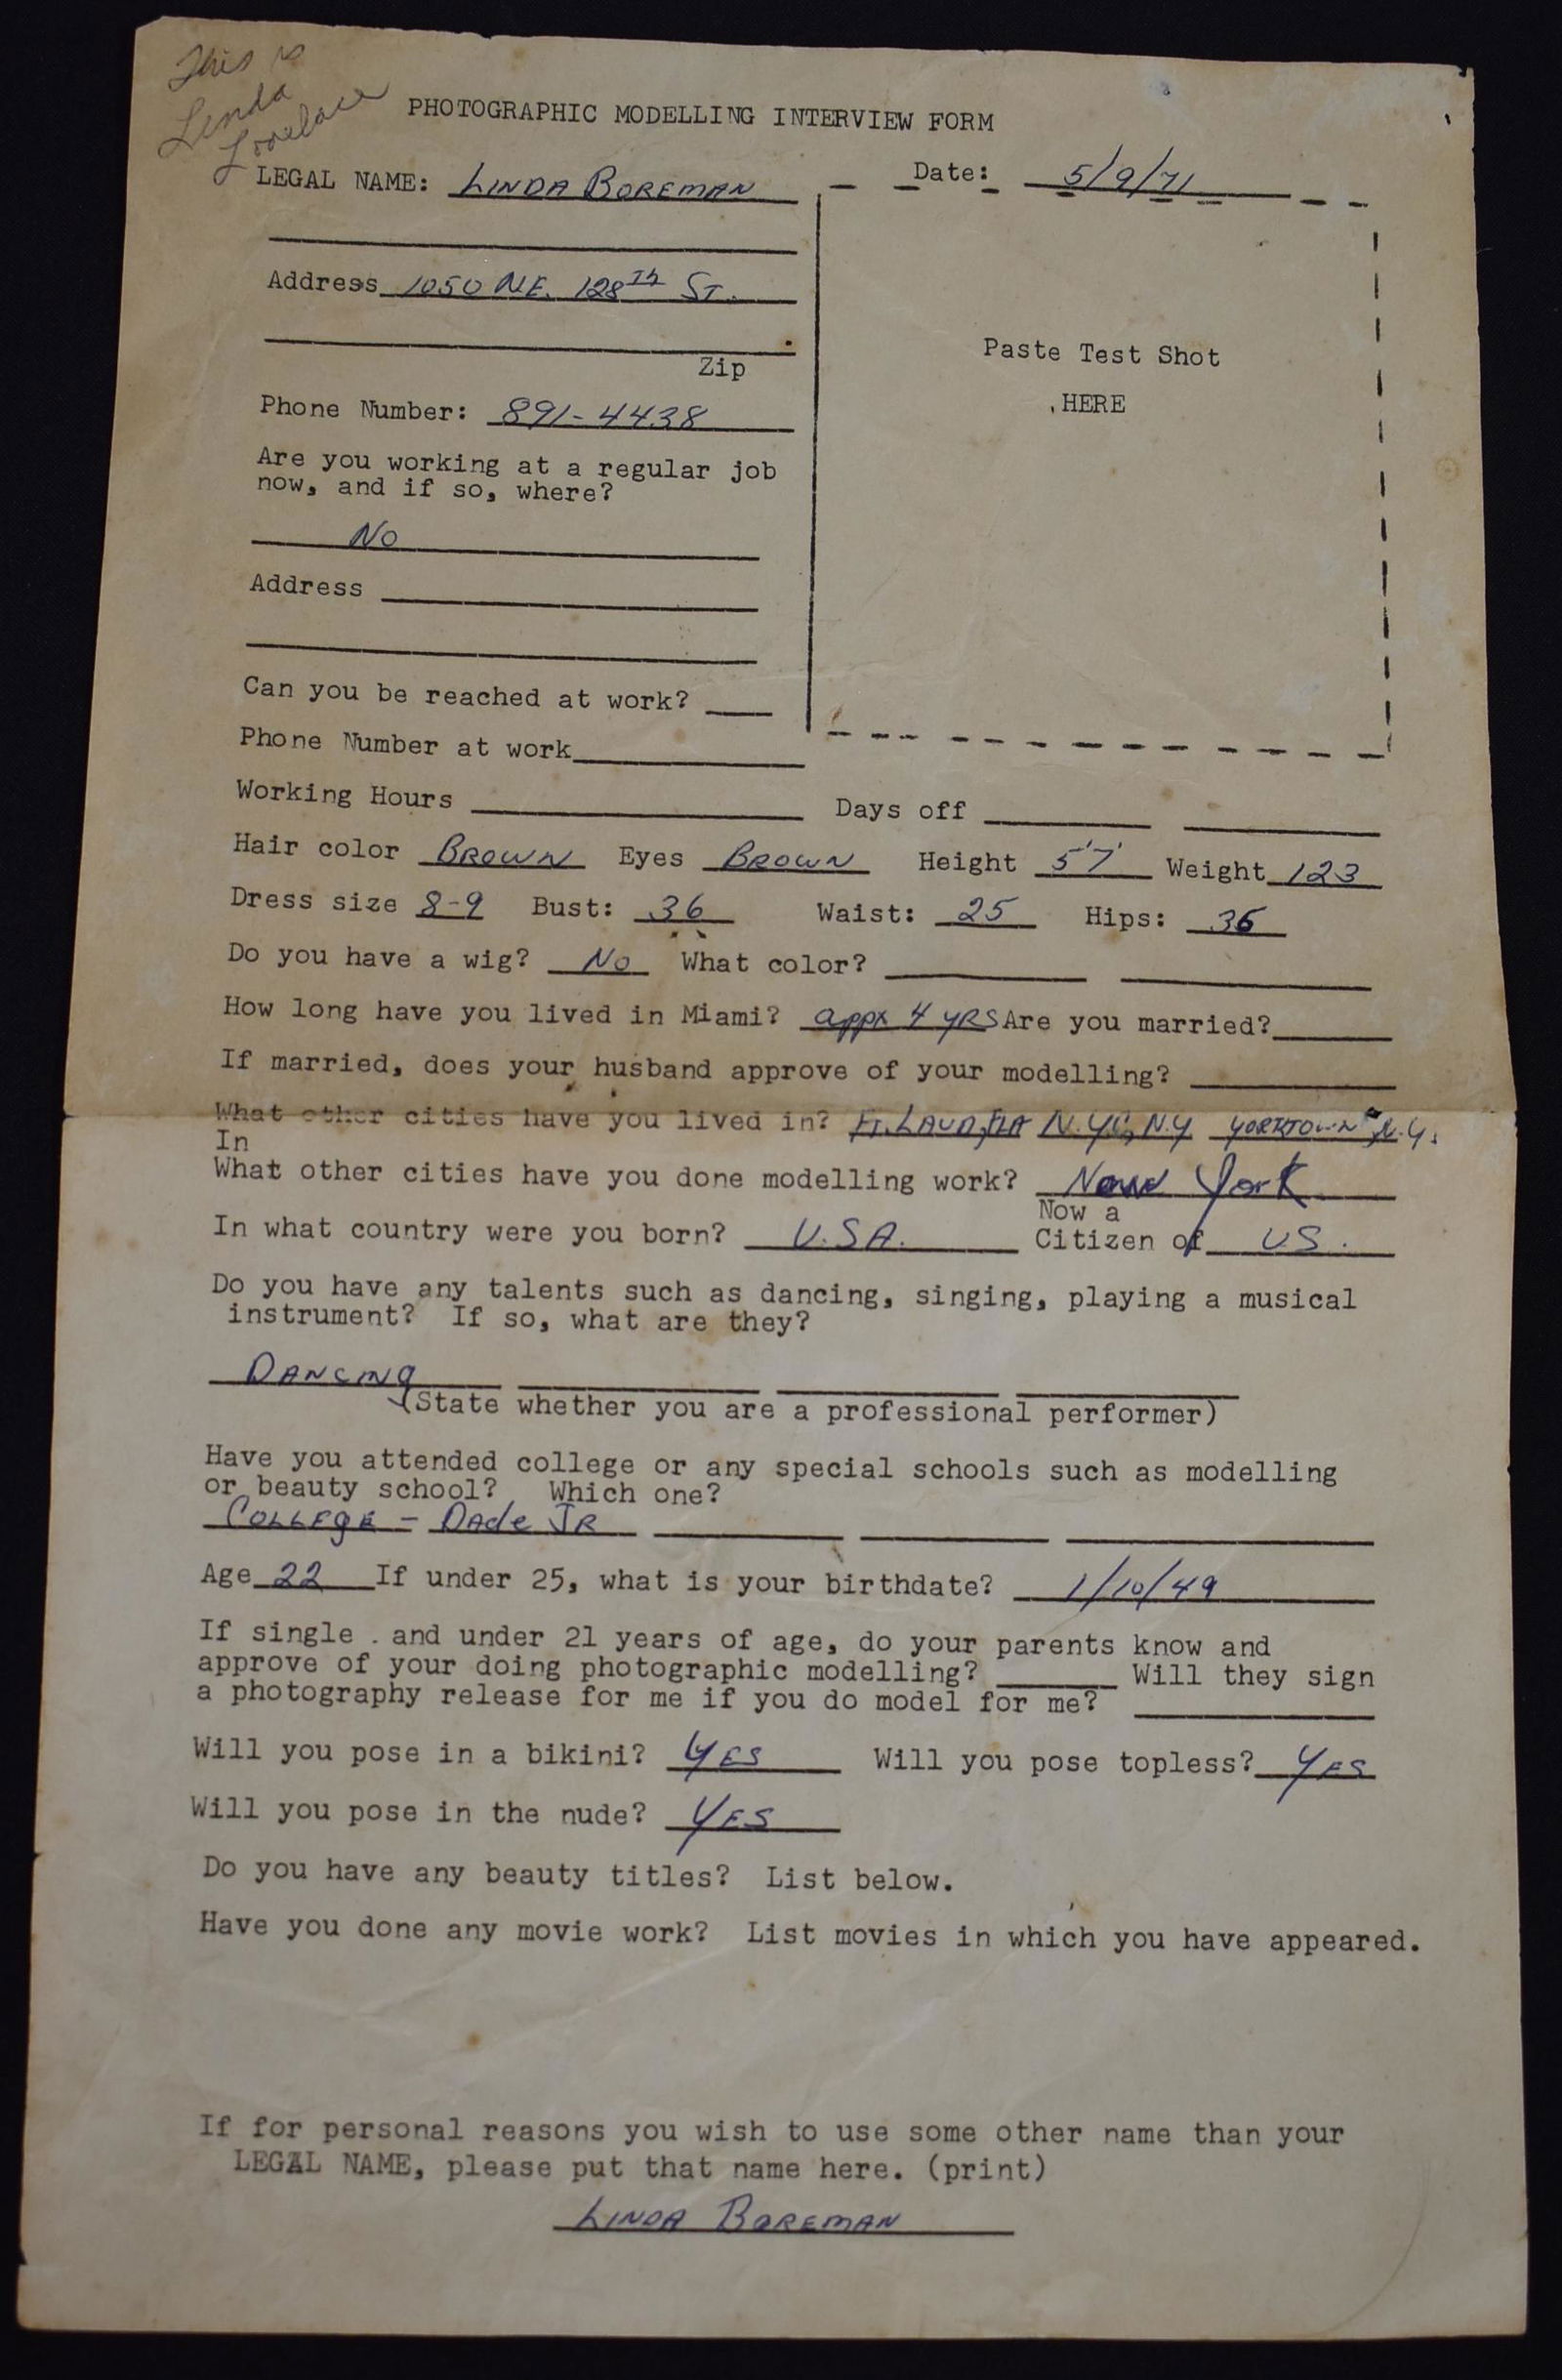 This is
Linda
Lovelace
PHOTOGRAPHIC MODELLING INTERVIEW FORM
LEGAL NAME: LINDA BOREMAN
Date: 5/9/71
Address 1050 N.E. 128th ST.
Zip
Paste Test Shot
HERE
Phone Number: 891-4438
Are you working at a regular job
now, and if so, where?
No
Address
Can you be reached at work?
Phone Number at work
Working Hours Days off
Hair color BROWN Eyes BROWN Height 5'7' Weight 123
Dress size 8-9 Bust: 36 Waist: 25 Hips: 36
Do you have a wig? No What color?
How long have you lived in Miami? appx 4 yRS Are you married?
If married, does your husband approve of your modelling?
What other cities have you lived in? FT. LAUD, FLA N.YC, N.Y YORKTOWN N.Y.
In
What other cities have you done modelling work? New York
Now a
In what country were you born? U.S.A. Citizen of U.S.
Do you have any talents such as dancing, singing, playing a musical
instrument? If so, what are they?
DANCINg
(State whether you are a professional performer)
Have you attended college or any special schools such as modelling
or beauty school? Which one?
COLLEgE - DAde JR
Age 22 If under 25, what is your birthdate? 1/10/49
If single . and under 21 years of age, do your parents know and
approve of your doing photographic modelling? Will they sign
a photography release for me if you do model for me?
Will you pose in a bikini? YES Will you pose topless? YES
Will you pose in the nude? YES
Do you have any beauty titles? List below.
Have you done any movie work? List movies in which you have appeared.
If for personal reasons you wish to use some other name than your
LEGAL NAME, please put that name here. (print)
LINDA BOREMAN